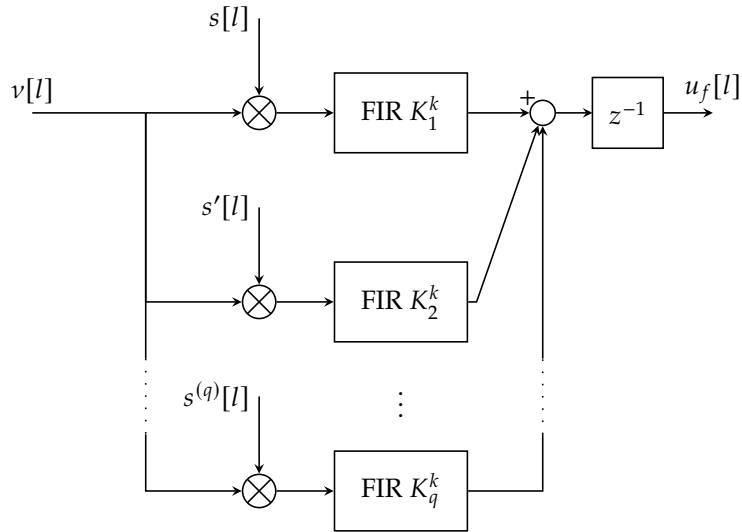 s[l]
ν[l]
FIR K_1^k
+
z^{-1}
u_f[l]
s′[l]
FIR K_2^k
s^{(q)}[l]
⋮
FIR K_q^k